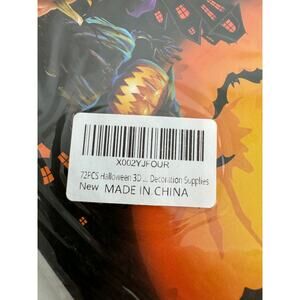 X002YJFOUR
72PCS Halloween 3D ... Decoration Supplies
New MADE IN CHINA